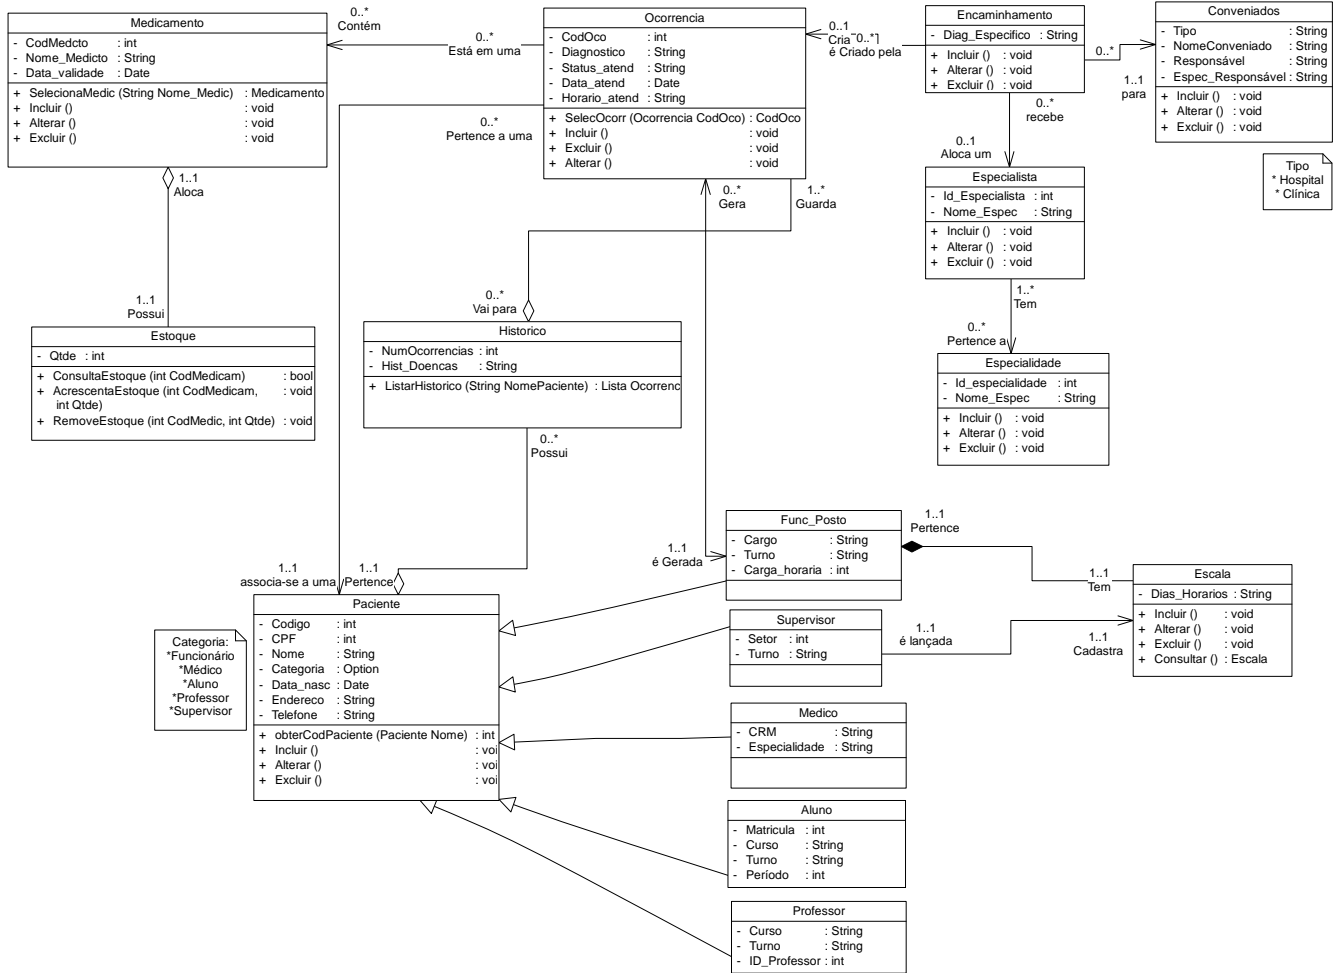 Medicamento
- CodMedcto : int
- Nome_Medicto : String
- Data_validade : Date
+ SelecionaMedic (String Nome_Medic) : Medicamento
+ Incluir () : void
+ Alterar () : void
+ Excluir () : void
0..*
Contém
0..*
Está em uma
Ocorrencia
- CodOco : int
- Diagnostico : String
- Status_atend : String
- Data_atend : Date
- Horario_atend : String
+ SelecOcorr (Ocorrencia CodOco) : CodOco
+ Incluir () : void
+ Excluir () : void
+ Alterar () : void
0..1
Cria
0..*
é Criado pela
Encaminhamento
- Diag_Especifico : String
+ Incluir () : void
+ Alterar () : void
+ Excluir () : void
0..*
1..1
para
Conveniados
- Tipo : String
- NomeConveniado : String
- Responsável : String
- Espec_Responsável : String
+ Incluir () : void
+ Alterar () : void
+ Excluir () : void
Tipo
* Hospital
* Clínica
0..*
Pertence a uma
0..*
recebe
0..1
Aloca um
1..1
Aloca
0..*
Gera
1..*
Guarda
Especialista
- Id_Especialista : int
- Nome_Espec : String
+ Incluir () : void
+ Alterar () : void
+ Excluir () : void
1..*
Tem
0..*
Pertence a
1..1
Possui
0..*
Vai para
Estoque
- Qtde : int
+ ConsultaEstoque (int CodMedicam) : bool
+ AcrescentaEstoque (int CodMedicam, : void
int Qtde)
+ RemoveEstoque (int CodMedic, int Qtde) : void
Historico
- NumOcorrencias : int
- Hist_Doencas : String
+ ListarHistorico (String NomePaciente) : Lista Ocorrenc
0..*
Possui
Especialidade
- Id_especialidade : int
- Nome_Espec : String
+ Incluir () : void
+ Alterar () : void
+ Excluir () : void
1..1
é Gerada
Func_Posto
- Cargo : String
- Turno : String
- Carga_horaria : int
1..1
Pertence
1..1
Tem
Escala
- Dias_Horarios : String
+ Incluir () : void
+ Alterar () : void
+ Excluir () : void
+ Consultar () : Escala
1..1
associa-se a uma
1..1
Pertence
Paciente
- Codigo : int
- CPF : int
- Nome : String
- Categoria : Option
- Data_nasc : Date
- Endereco : String
- Telefone : String
+ obterCodPaciente (Paciente Nome) : int
+ Incluir () : voi
+ Alterar () : voi
+ Excluir () : voi
Categoria:
*Funcionário
*Médico
*Aluno
*Professor
*Supervisor
Supervisor
- Setor : int
- Turno : String
1..1
é lançada
1..1
Cadastra
Medico
- CRM : String
- Especialidade : String
Aluno
- Matricula : int
- Curso : String
- Turno : String
- Período : int
Professor
- Curso : String
- Turno : String
- ID_Professor : int